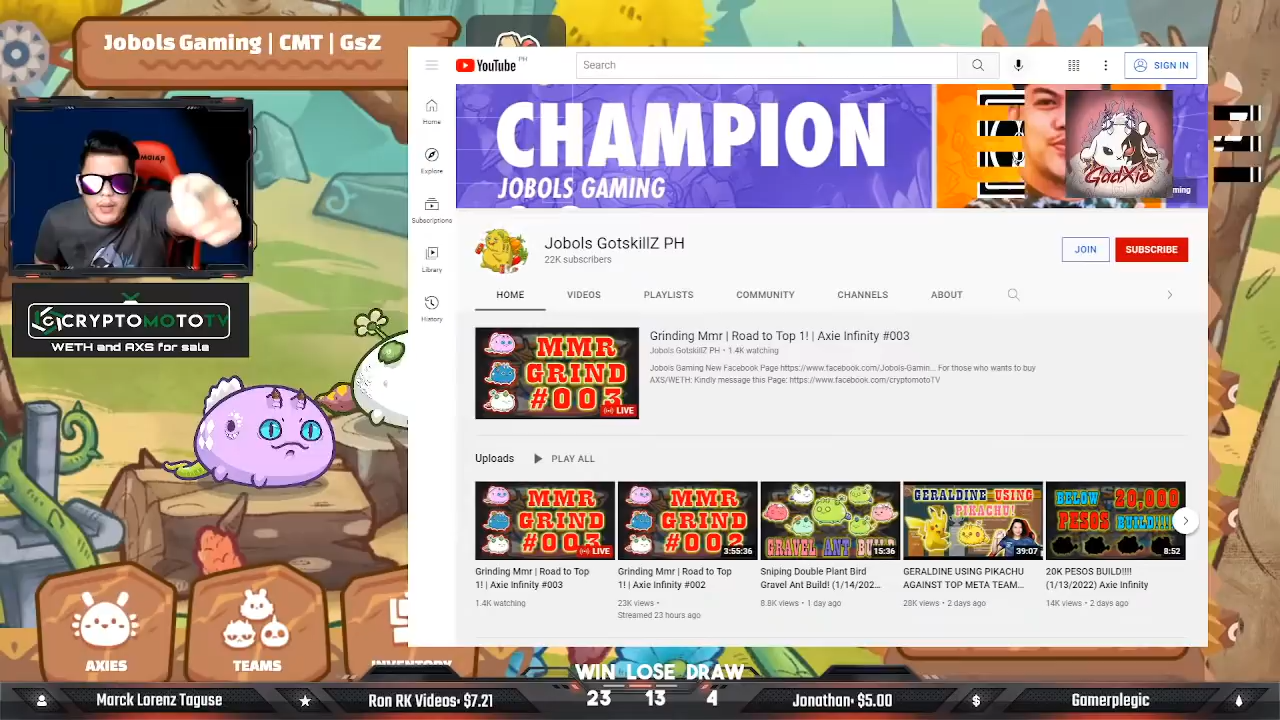 Jobols Gaming | CMT | GsZ
YouTube PH
Search
SIGN IN
Home
Explore
Subscriptions
Library
History
CHAMPION
JOBOLS GAMING
GodXie
ming
CRYPTOMOTOTV
WETH and AXS for sale
Jobols GotskillZ PH
22K subscribers
JOIN
SUBSCRIBE
HOME VIDEOS PLAYLISTS COMMUNITY CHANNELS ABOUT
MMR GRIND #003
LIVE
Grinding Mmr | Road to Top 1! | Axie Infinity #003
Jobols GotskillZ PH • 1.4K watching
Jobols Gaming New Facebook Page https://www.facebook.com/Jobols-Gamin... For those who wants to buy
AXS/WETH: Kindly message this Page: https://www.facebook.com/cryptomotoTV
Uploads
PLAY ALL
MMR GRIND #003
LIVE
Grinding Mmr | Road to Top
1! | Axie Infinity #003
1.4K watching
MMR GRIND #002
3:55:36
Grinding Mmr | Road to Top
1! | Axie Infinity #002
23K views •
Streamed 23 hours ago
GRAVEL ANT BUILD
15:36
Sniping Double Plant Bird
Gravel Ant Build! (1/14/202...
8.8K views • 1 day ago
GERALDINE USING
PIKACHU!
39:07
GERALDINE USING PIKACHU
AGAINST TOP META TEAM...
28K views • 2 days ago
BELOW 20,000
PESOS BUILD!!!!
8:52
20K PESOS BUILD!!!!
(1/13/2022) Axie Infinity
14K views • 2 days ago
AXIES
TEAMS
INVENTORY
WIN LOSE DRAW
23 13 4
Marck Lorenz Taguse
Ron RK Videos: $7.21
Jonathan: $5.00
Gamerplegic